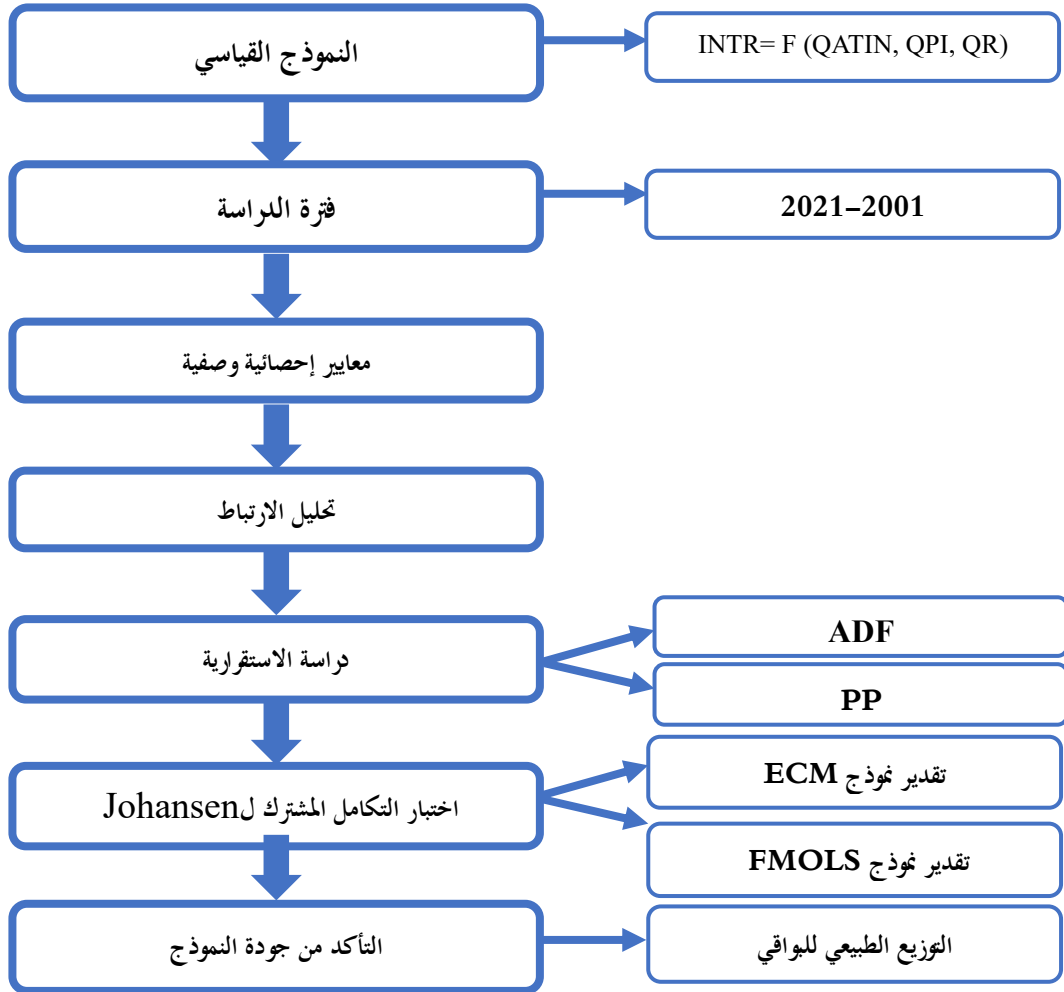 النموذج القياسي
INTR= F (QATIN, QPI, QR)
فترة الدراسة
2021–2001
معايير إحصائية وصفية
تحليل الارتباط
دراسة الاستقرارية
ADF
PP
اختبار التكامل المشترك لJohansen
تقدير نموذج ECM
تقدير نموذج FMOLS
التأكد من جودة النموذج
التوزيع الطبيعي للبواقي